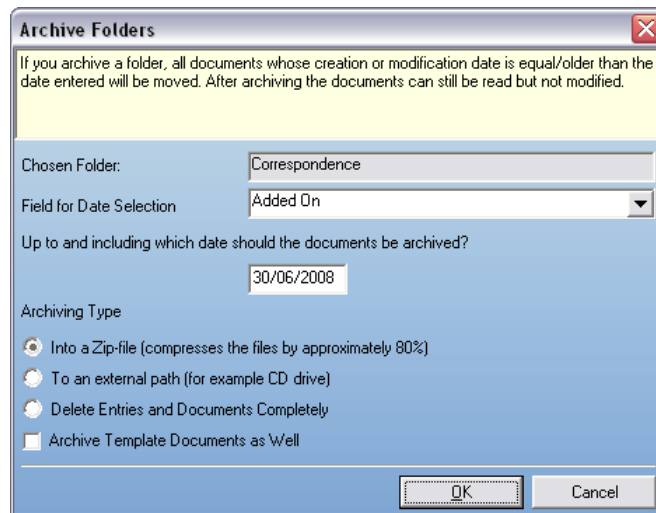 Archive Folders
If you archive a folder, all documents whose creation or modification date is equal/older than the
date entered will be moved. After archiving the documents can still be read but not modified.
Chosen Folder: Correspondence
Field for Date Selection Added On
Up to and including which date should the documents be archived?
30/06/2008
Archiving Type
Into a Zip-file (compresses the files by approximately 80%)
To an external path (for example CD drive)
Delete Entries and Documents Completely
Archive Template Documents as Well
OK Cancel